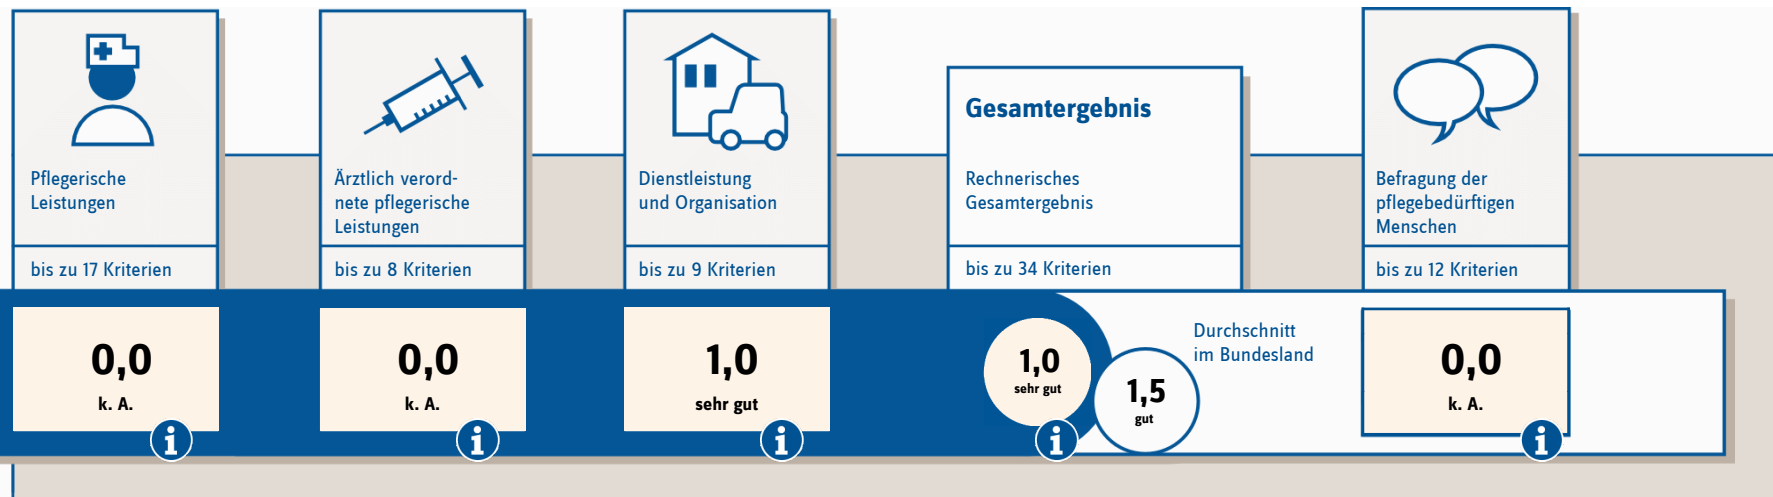 Pflegerische
Leistungen
bis zu 17 Kriterien
0,0
k. A.
Ärztlich verord-
nete pflegerische
Leistungen
bis zu 8 Kriterien
0,0
k. A.
Dienstleistung
und Organisation
bis zu 9 Kriterien
1,0
sehr gut
Gesamtergebnis
Rechnerisches
Gesamtergebnis
bis zu 34 Kriterien
1,0
sehr gut
1,5
gut
Durchschnitt
im Bundesland
Befragung der
pflegebedürftigen
Menschen
bis zu 12 Kriterien
0,0
k. A.